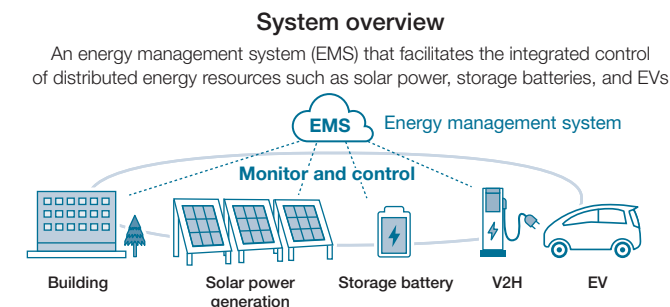 System overview
An energy management system (EMS) that facilitates the integrated control
of distributed energy resources such as solar power, storage batteries, and EVs
EMS
Energy management system
Monitor and control
Building
Solar power
generation
Storage battery
V2H
EV